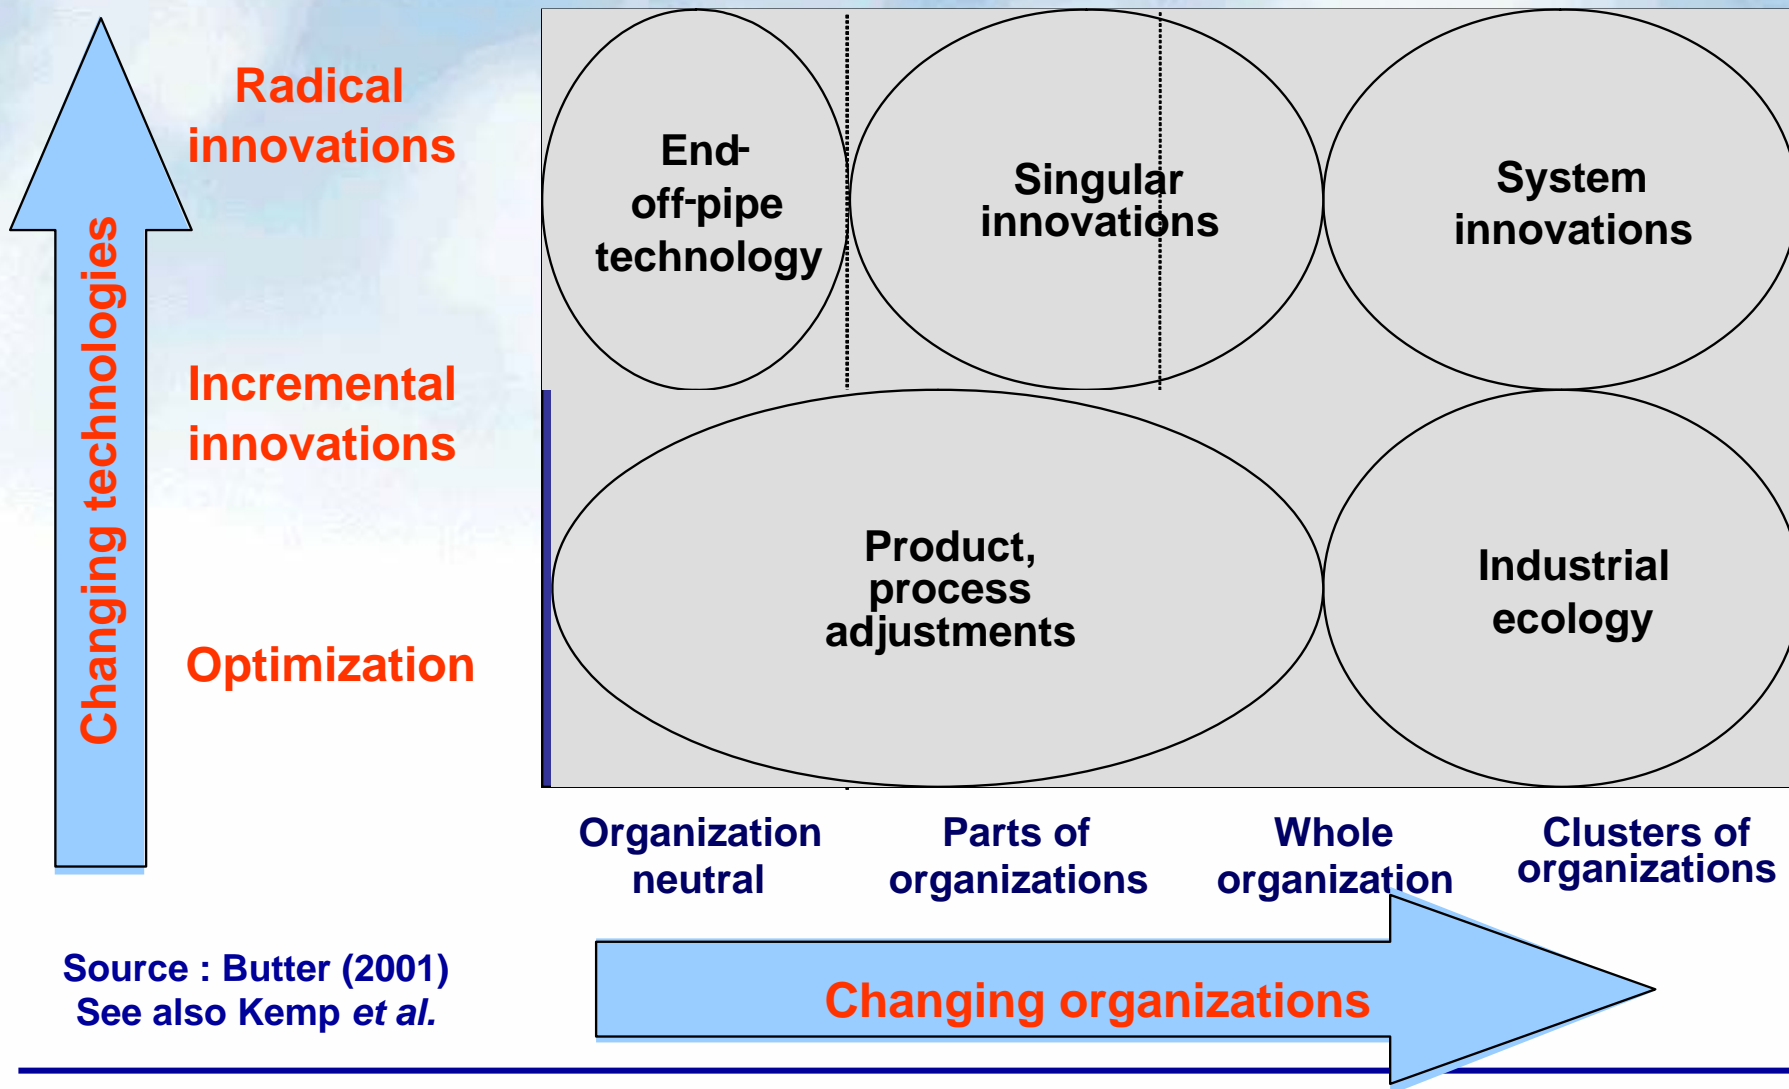 Changing technologies
Radical
innovations
Incremental
innovations
Optimization
End-
off-pipe
technology
Singular
innovations
System
innovations
Product,
process
adjustments
Industrial
ecology
Organization
neutral
Parts of
organizations
Whole
organization
Clusters of
organizations
Changing organizations
Source : Butter (2001)
See also Kemp et al.